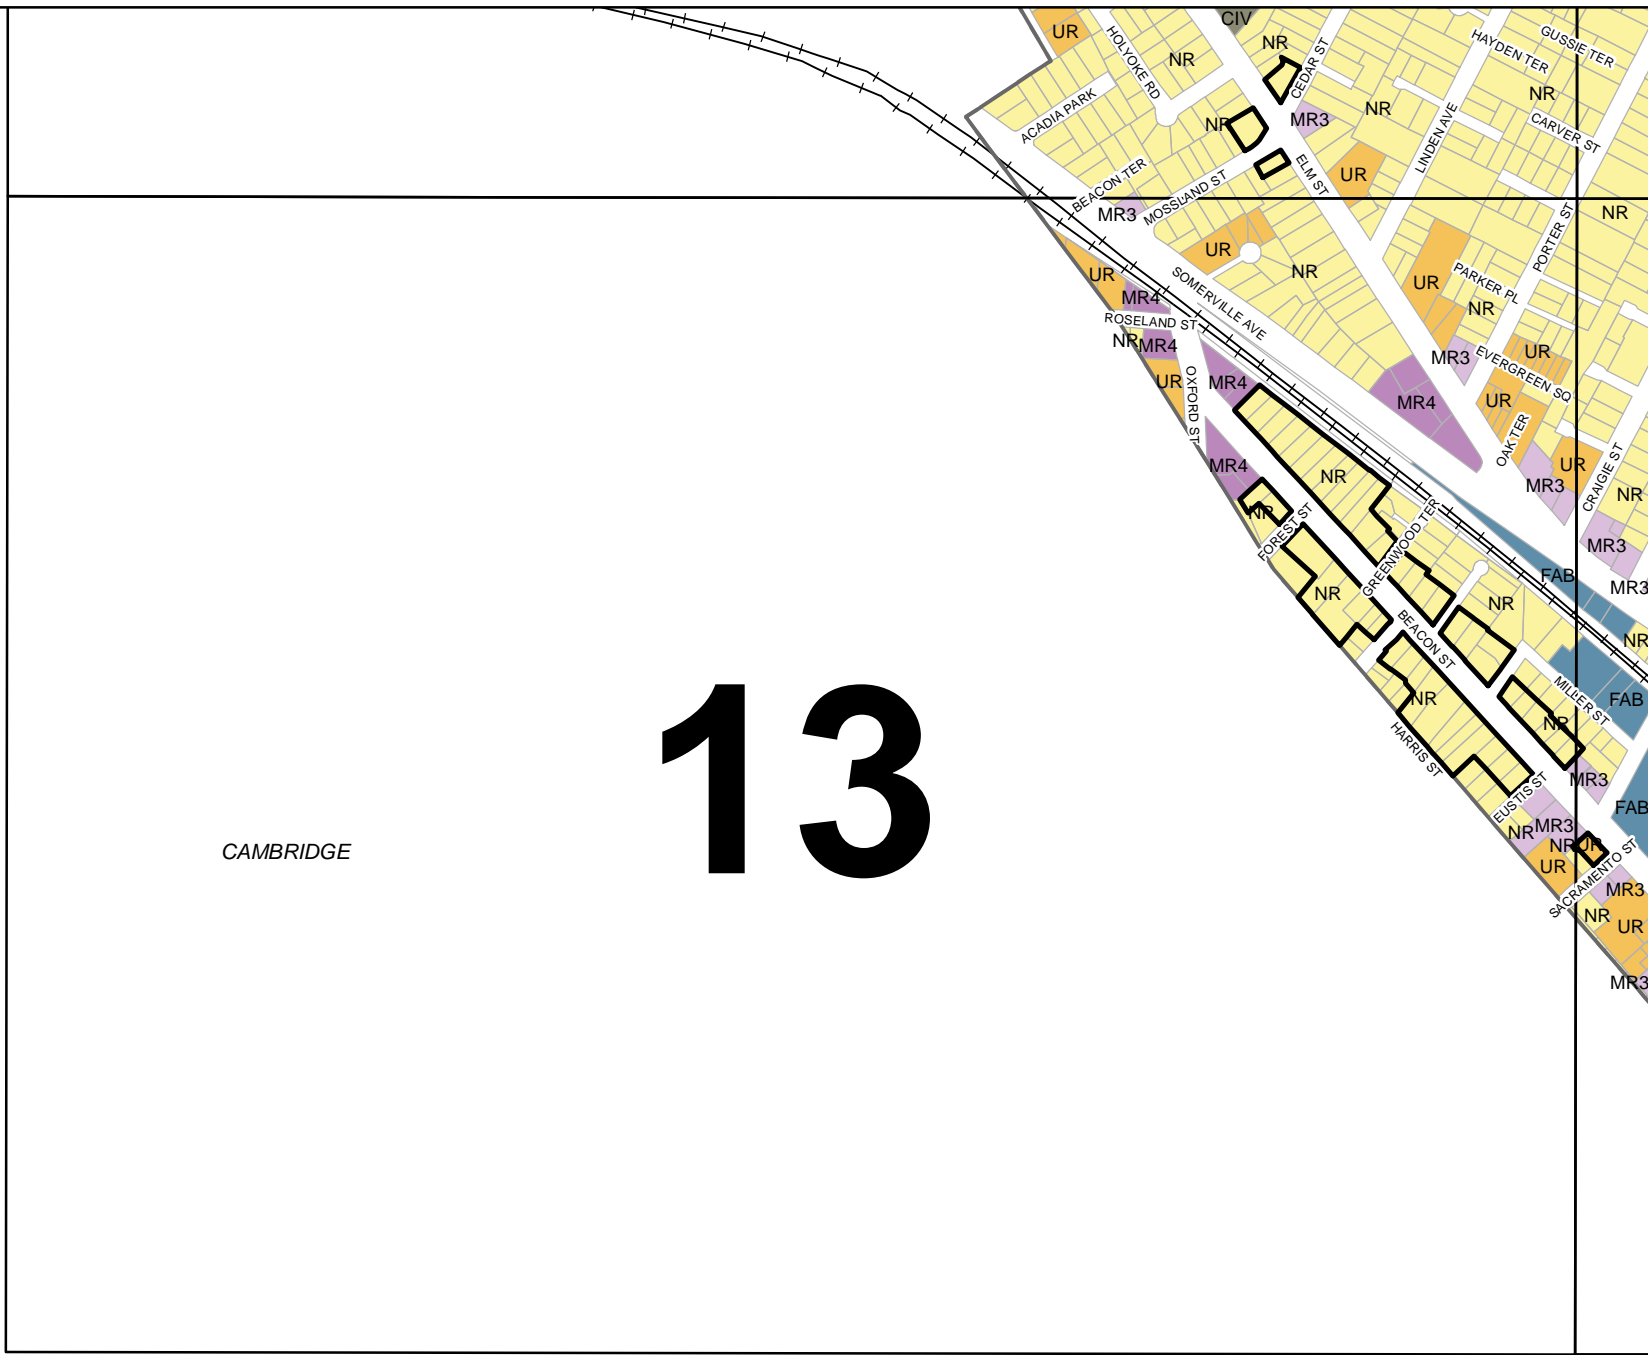 CIV
UR
HOLYOKE RD
NR
NR
CEDAR ST
HAYDEN TER
GUSSIE TER
NR
ACADIA PARK
NR
MR3
NR
LINDEN AVE
CARVER ST
BEACON TER
MOSSLAND ST
ELM ST
UR
MR3
NR
PORTER ST
UR
NR
UR
PARKER PL
NR
UR
MR4
SOMERVILLE AVE
ROSELAND ST
NR
MR4
MR3
EVERGREEN SQ
UR
UR
OXFORD ST
MR4
MR4
UR
OAK TER
MR4
NR
UR
MR3
CRAIGIE ST
NR
NR
FOREST ST
GREENWOOD TER
MR3
FAB
MR3
NR
NR
BEACON ST
NR
NR
MILLER ST
FAB
NR
HARRIS ST
MR3
EUSTIS ST
FAB
NR
MR3
NR
UR
UR
SACRAMENTO ST
MR3
NR
UR
MR3
13
CAMBRIDGE